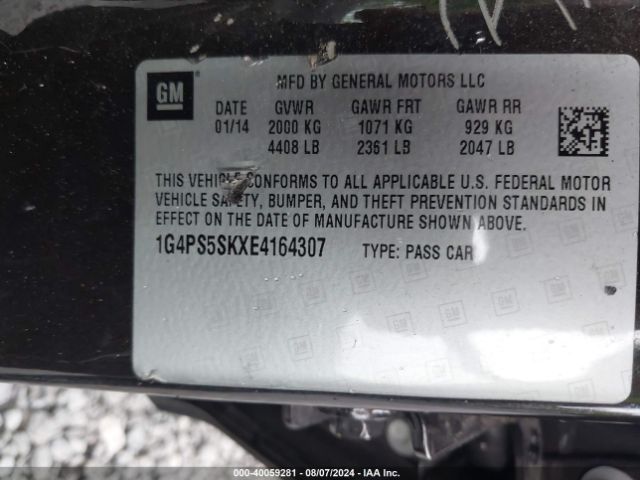 GM
MFD BY GENERAL MOTORS LLC
DATE GVWR GAWR FRT GAWR RR
01/14 2000 KG 1071 KG 929 KG
4408 LB 2361 LB 2047 LB
THIS VEHICLE CONFORMS TO ALL APPLICABLE U.S. FEDERAL MOTOR
VEHICLE SAFETY, BUMPER, AND THEFT PREVENTION STANDARDS IN
EFFECT ON THE DATE OF MANUFACTURE SHOWN ABOVE.
1G4PS5SKXE4164307 TYPE: PASS CAR
000-40059281 - 08/07/2024 - IAA Inc.